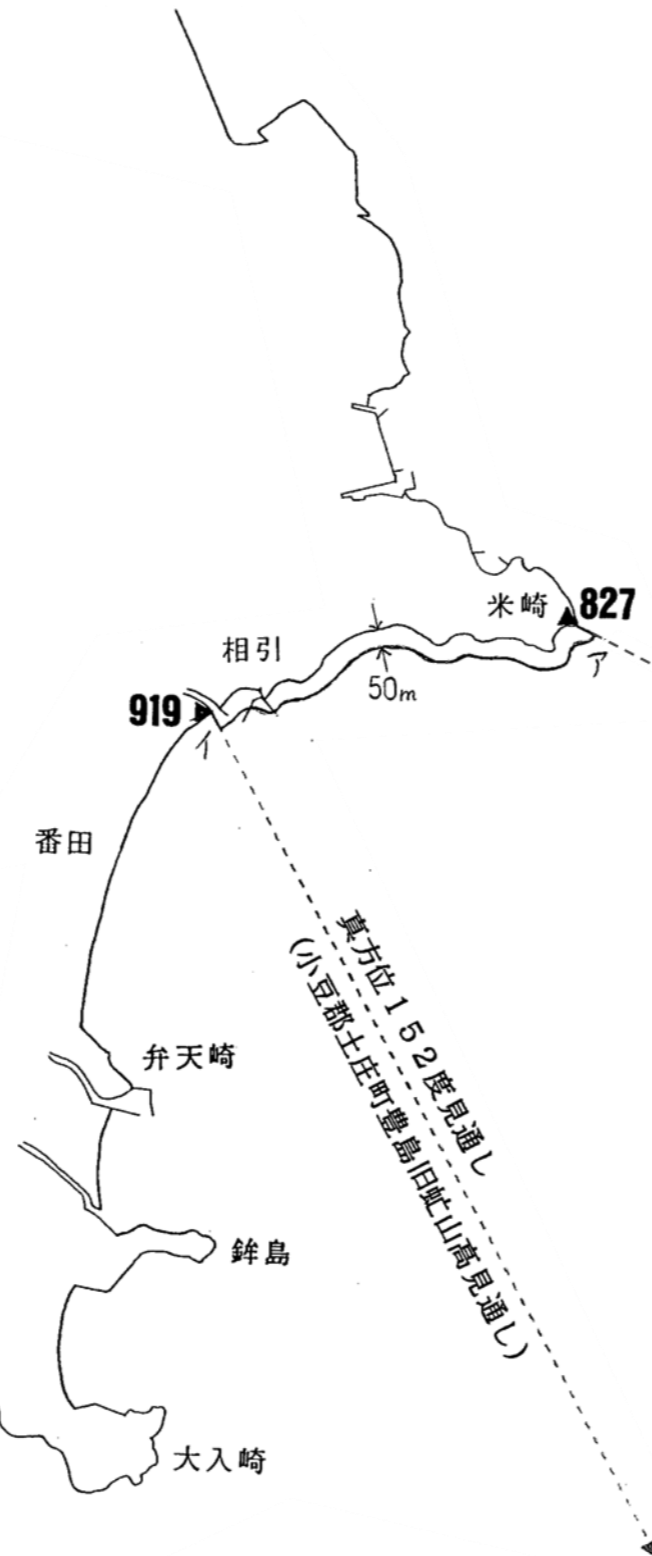 米崎 827
ア
相引
50m
919
イ
番田
真方位152度見通し
(小豆郡土庄町豊島旧虻山高見通し)
弁天崎
鉾島
大入崎